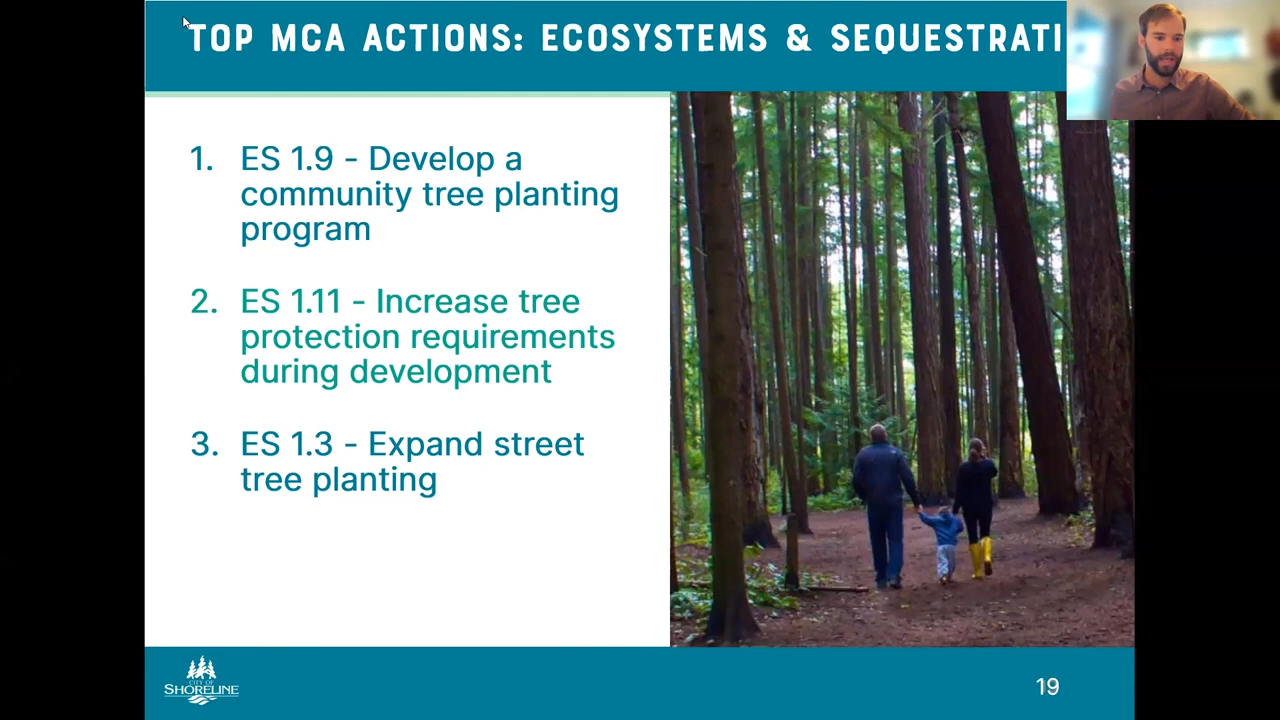 TOP MCA ACTIONS: ECOSYSTEMS & SEQUESTRATI
1. ES 1.9 - Develop a
community tree planting
program
2. ES 1.11 - Increase tree
protection requirements
during development
3. ES 1.3 - Expand street
tree planting
CITY OF
SHORELINE
19